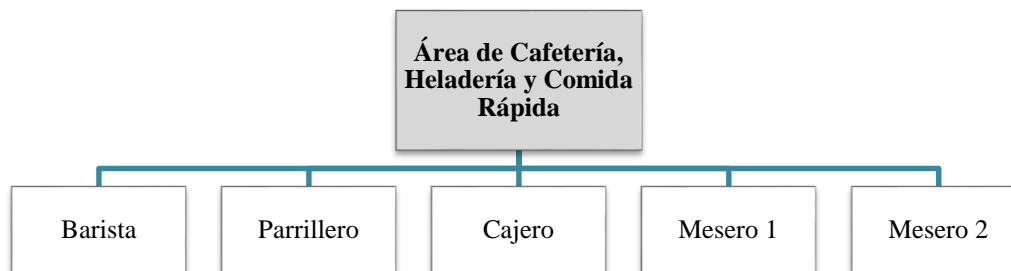 Área de Cafetería,
Heladería y Comida
Rápida
Barista
Parrillero
Cajero
Mesero 1
Mesero 2